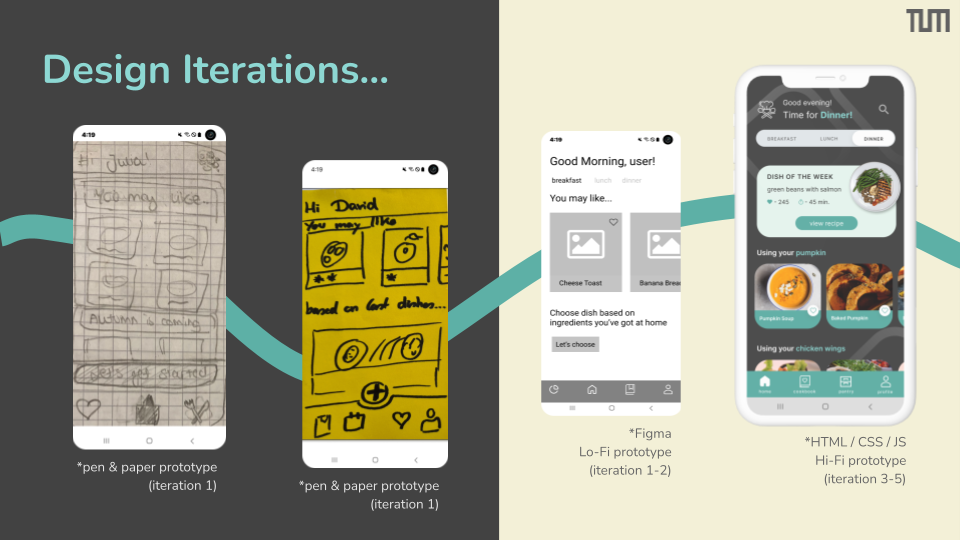 TUM
Design Iterations...
4:19
Hi Juna!
You may like..
Autumn is coming
Let's get started
*pen & paper prototype
(iteration 1)
4:19
Hi David
You may like
based on last dishes...
*pen & paper prototype
(iteration 1)
4:19
Good Morning, user!
breakfast lunch dinner
You may like...
Cheese Toast
Banana Brea
Choose dish based on
ingredients you've got at home
Let's choose
*Figma
Lo-Fi prototype
(iteration 1-2)
Good evening!
Time for Dinner!
BREAKFAST LUNCH DINNER
DISH OF THE WEEK
green beans with salmon
245 ~ 45 min.
view recipe
Using your pumpkin
Pumpkin Soup
Baked Pumpkin
Using your chicken wings
home cookbook pantry profile
*HTML / CSS / JS
Hi-Fi prototype
(iteration 3-5)